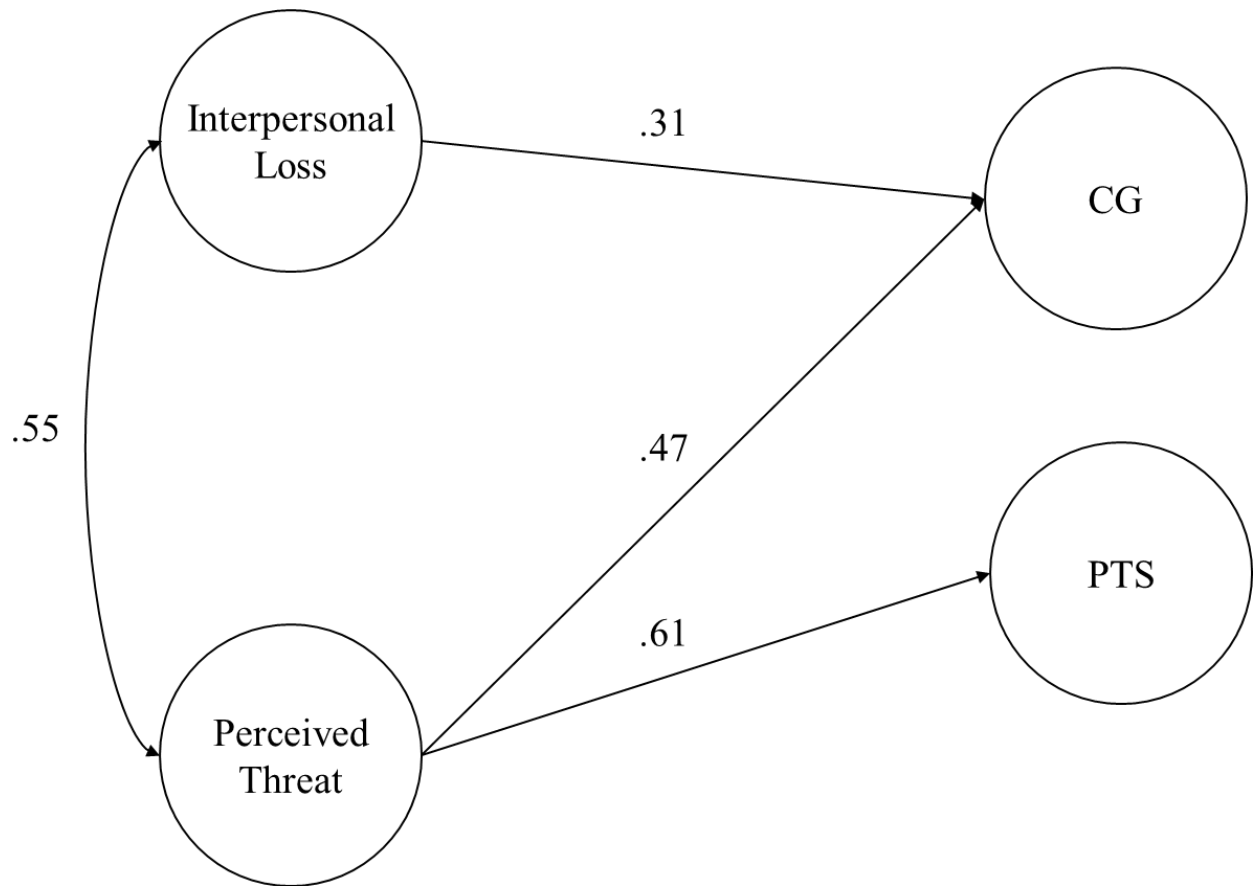 Interpersonal
Loss
.31
CG
.55
.47
PTS
.61
Perceived
Threat